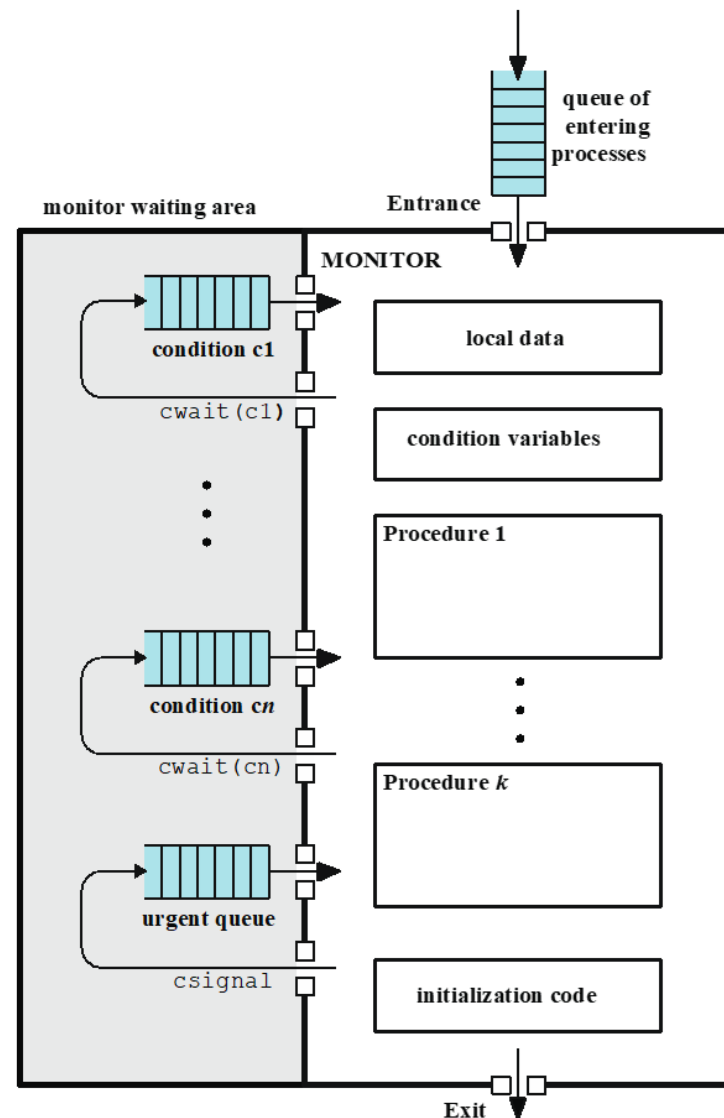 queue of
entering
processes
Entrance
monitor waiting area
MONITOR
condition c1
cwait(c1)
local data
condition variables
Procedure 1
condition cn
cwait(cn)
Procedure k
urgent queue
csignal
initialization code
Exit